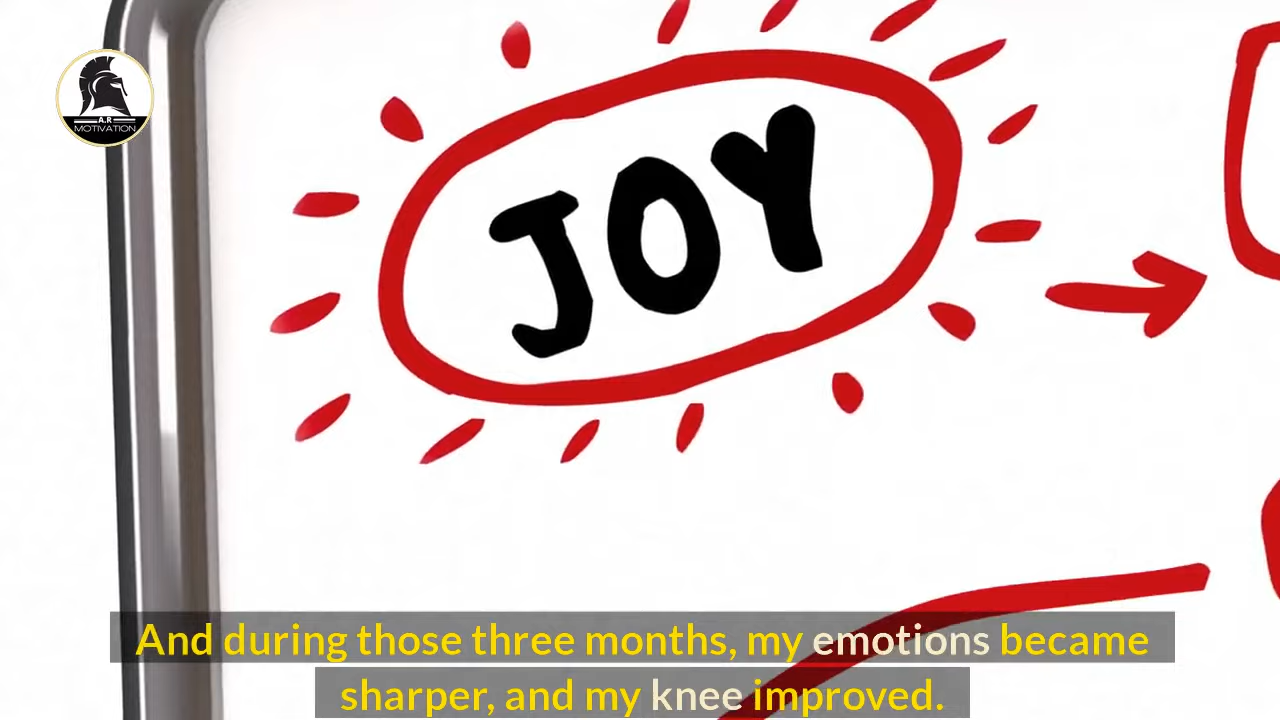 A.R
MOTIVATION
JOY
And during those three months, my emotions became
sharper, and my knee improved.